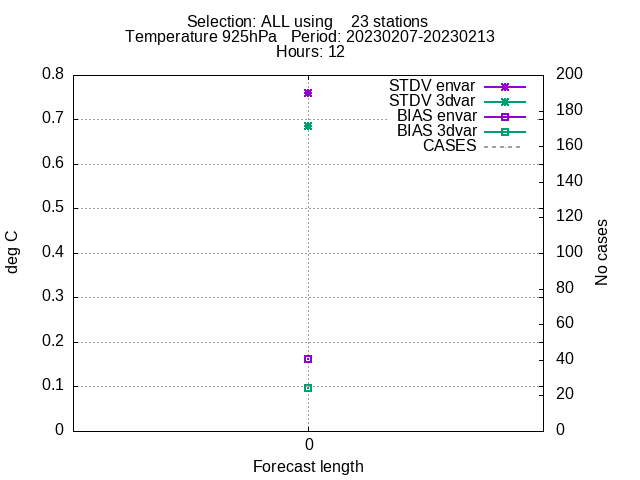 Selection: ALL using    23 stations
Temperature 925hPa   Period: 20230207-20230213
Hours: 12
STDV envar
STDV 3dvar
BIAS envar
BIAS 3dvar
CASES
deg C
0.8
0.7
0.6
0.5
0.4
0.3
0.2
0.1
0
200
180
160
140
120
100
80
60
40
20
0
No cases
0
Forecast length